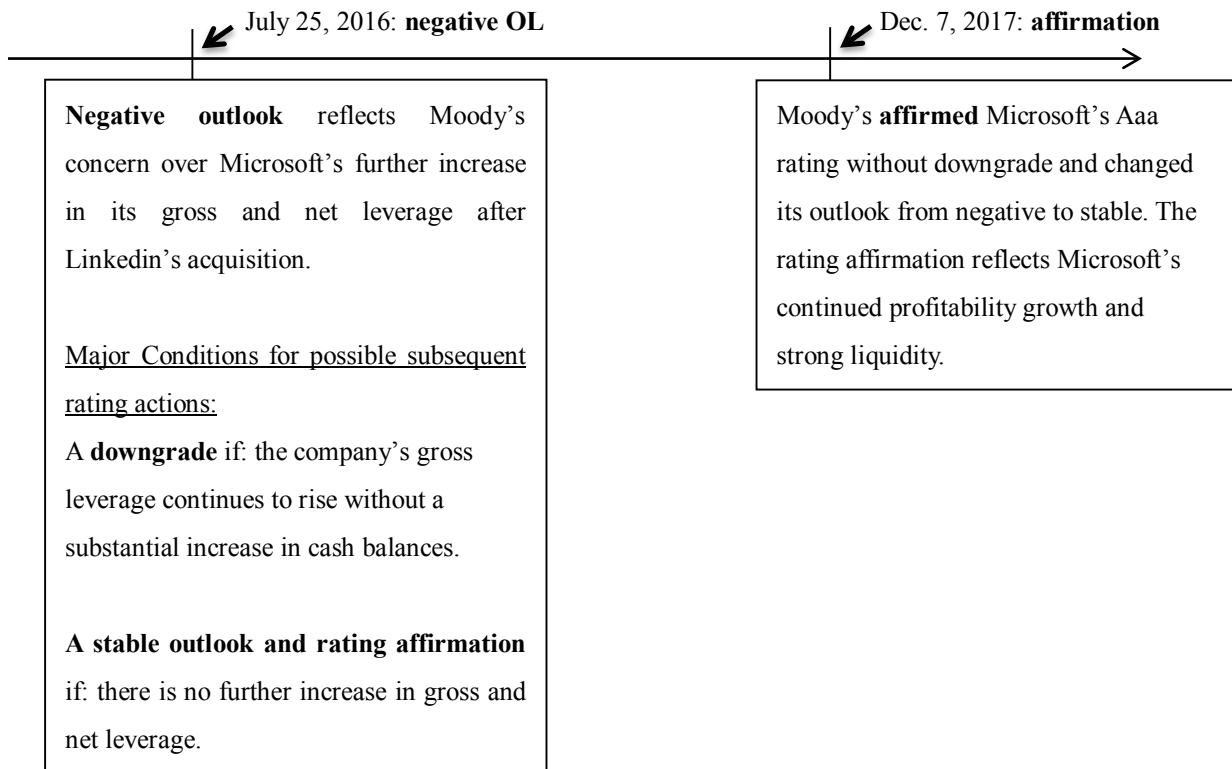 July 25, 2016: negative OL
Dec. 7, 2017: affirmation
Negative outlook reflects Moody’s
concern over Microsoft’s further increase
in its gross and net leverage after
Linkedin’s acquisition.
Major Conditions for possible subsequent
rating actions:
A downgrade if: the company’s gross
leverage continues to rise without a
substantial increase in cash balances.
A stable outlook and rating affirmation
if: there is no further increase in gross and
net leverage.
Moody’s affirmed Microsoft’s Aaa
rating without downgrade and changed
its outlook from negative to stable. The
rating affirmation reflects Microsoft’s
continued profitability growth and
strong liquidity.